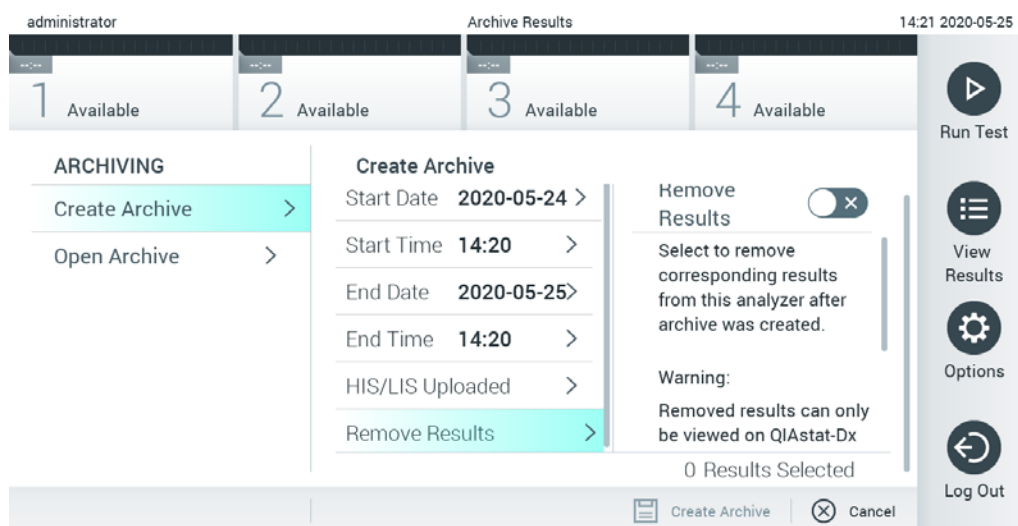 administrator Archive Results 14:21 2020-05-25
--:-- --:-- --:-- --:--
1 Available 2 Available 3 Available 4 Available
Run Test
ARCHIVING
Create Archive
Open Archive
Create Archive
Start Date 2020-05-24
Start Time 14:20
End Date 2020-05-25
End Time 14:20
HIS/LIS Uploaded
Remove Results
Remove
Results
Select to remove
corresponding results
from this analyzer after
archive was created.
Warning:
Removed results can only
be viewed on QIAstat-Dx
0 Results Selected
View
Results
Options
Log Out
Create Archive Cancel